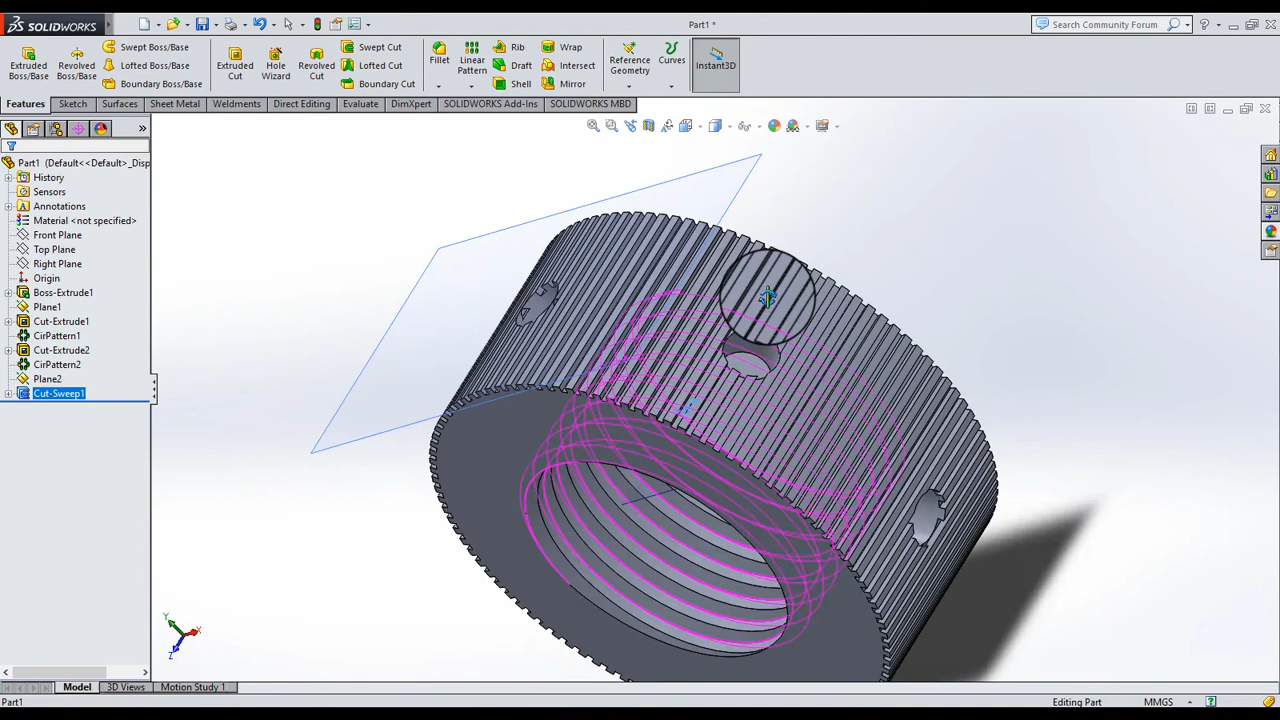 SOLIDWORKS
Part1 *
Search Community Forum
Extruded Boss/Base
Revolved Boss/Base
Swept Boss/Base
Lofted Boss/Base
Boundary Boss/Base
Extruded Cut
Hole Wizard
Revolved Cut
Swept Cut
Lofted Cut
Boundary Cut
Fillet
Linear Pattern
Rib
Draft
Shell
Wrap
Intersect
Mirror
Reference Geometry
Curves
Instant3D
Features
Sketch
Surfaces
Sheet Metal
Weldments
Direct Editing
Evaluate
DimXpert
SOLIDWORKS Add-Ins
SOLIDWORKS MBD
Part1 (Default<<Default>_Disp
History
Sensors
Annotations
Material <not specified>
Front Plane
Top Plane
Right Plane
Origin
Boss-Extrude1
Plane1
Cut-Extrude1
CirPattern1
Cut-Extrude2
CirPattern2
Plane2
Cut-Sweep1
Y
X
Z
Model
3D Views
Motion Study 1
Part1
Editing Part
MMGS